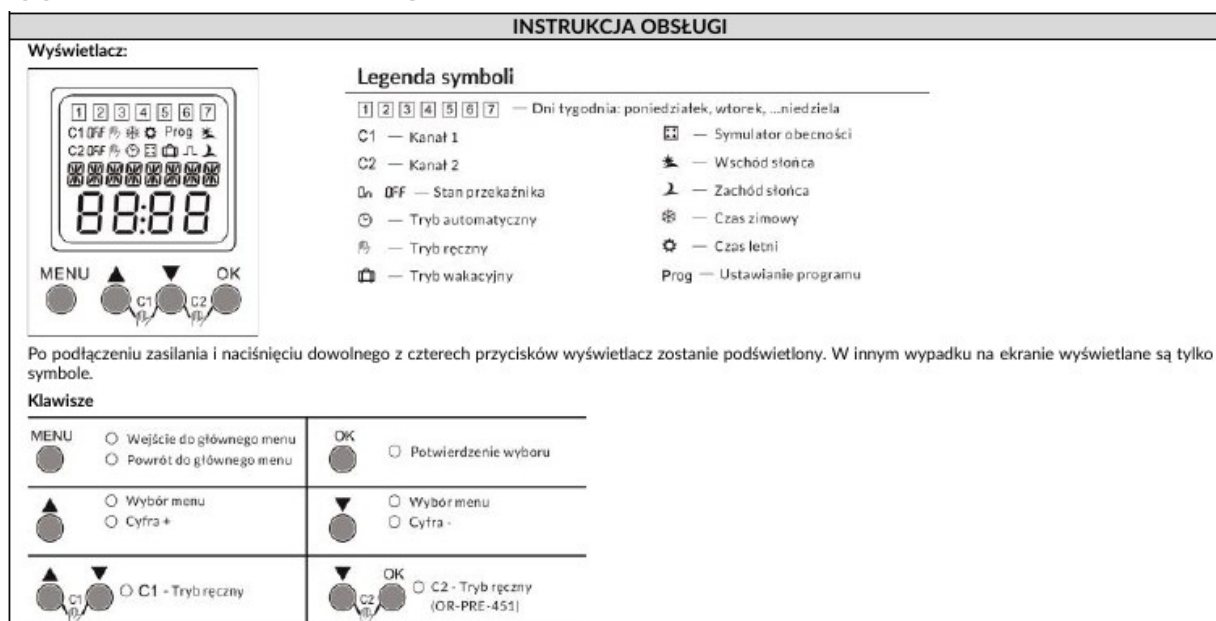 INSTRUKCJA OBSŁUGI
Wyświetlacz:
1 2 3 4 5 6 7
C1 OFF Prog
C2 OFF
88:88
MENU ▲ ▼ OK
C1 C2
Legenda symboli
1 2 3 4 5 6 7 — Dni tygodnia: poniedziałek, wtorek, ...niedziela
C1 — Kanał 1
C2 — Kanał 2
On OFF — Stan przekaźnika
— Tryb automatyczny
— Tryb ręczny
— Tryb wakacyjny
— Symulator obecności
— Wschód słońca
— Zachód słońca
— Czas zimowy
— Czas letni
Prog — Ustawianie programu
Po podłączeniu zasilania i naciśnięciu dowolnego z czterech przycisków wyświetlacz zostanie podświetlony. W innym wypadku na ekranie wyświetlane są tylko
symbole.
Klawisze
MENU
○ Wejście do głównego menu
○ Powrót do głównego menu
OK
○ Potwierdzenie wyboru
▲
○ Wybór menu
○ Cyfra +
▼
○ Wybór menu
○ Cyfra -
▲ ▼
C1
○ C1 - Tryb ręczny
▼ OK
C2
○ C2 - Tryb ręczny
(OR-PRE-451)